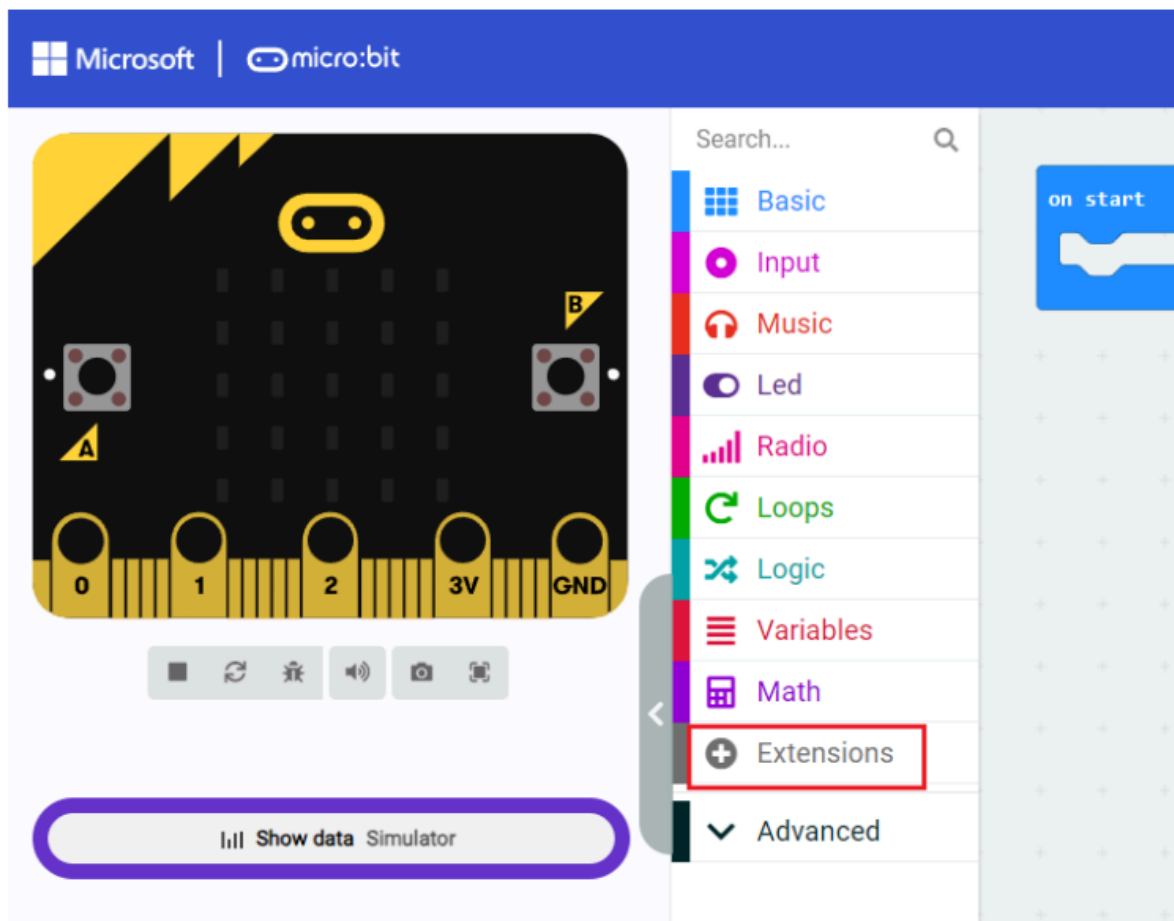 Microsoft
micro:bit
B
A
0
1
2
3V
GND
Show data Simulator
Search...
Basic
Input
Music
Led
Radio
Loops
Logic
Variables
Math
Extensions
Advanced
on start